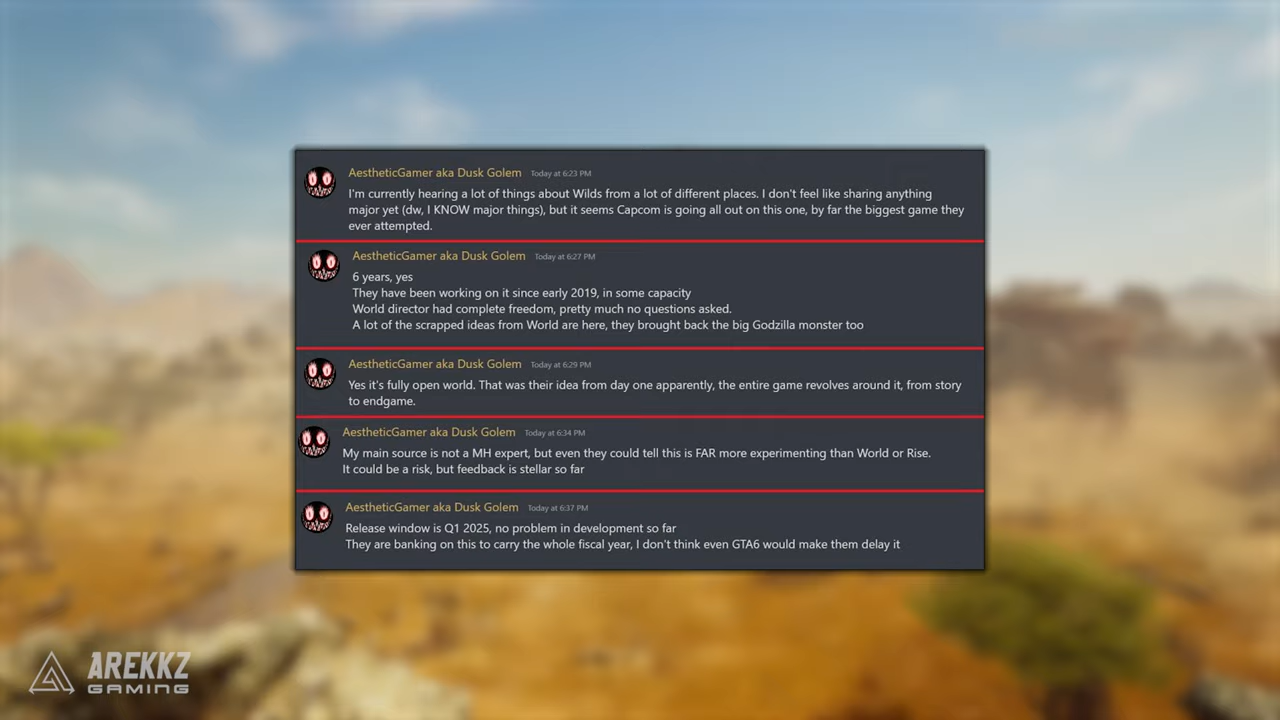 AestheticGamer aka Dusk Golem Today at 6:23 PM
I'm currently hearing a lot of things about Wilds from a lot of different places. I don't feel like sharing anything
major yet (dw, I KNOW major things), but it seems Capcom is going all out on this one, by far the biggest game they
ever attempted.
AestheticGamer aka Dusk Golem Today at 6:27 PM
6 years, yes
They have been working on it since early 2019, in some capacity
World director had complete freedom, pretty much no questions asked.
A lot of the scrapped ideas from World are here, they brought back the big Godzilla monster too
AestheticGamer aka Dusk Golem Today at 6:29 PM
Yes it's fully open world. That was their idea from day one apparently, the entire game revolves around it, from story
to endgame.
AestheticGamer aka Dusk Golem Today at 6:34 PM
My main source is not a MH expert, but even they could tell this is FAR more experimenting than World or Rise.
It could be a risk, but feedback is stellar so far
AestheticGamer aka Dusk Golem Today at 6:37 PM
Release window is Q1 2025, no problem in development so far
They are banking on this to carry the whole fiscal year, I don't think even GTA6 would make them delay it
AREKKZ
GAMING